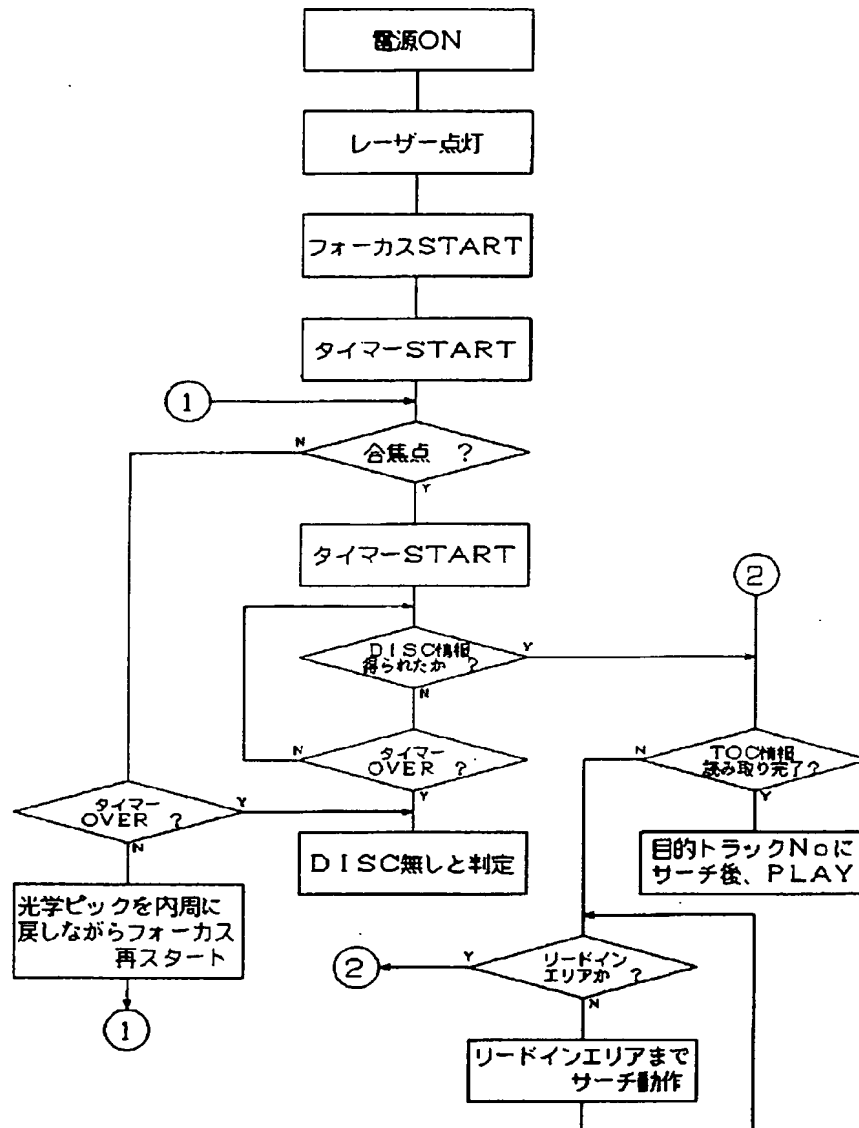 電源ON
レーザー点灯
フォーカスSTART
タイマーSTART
①
N
合焦点 ?
Y
タイマーSTART
②
DISC情報
得られたか ?
Y
N
N
タイマー
OVER ?
Y
N
TOC情報
読み取り完了?
Y
タイマー
OVER ?
Y
N
DISC無しと判定
目的トラックNoに
サーチ後、PLAY
光学ピックを内周に
戻しながらフォーカス
再スタート
①
②
Y
リードイン
エリアか ?
N
リードインエリアまで
サーチ動作